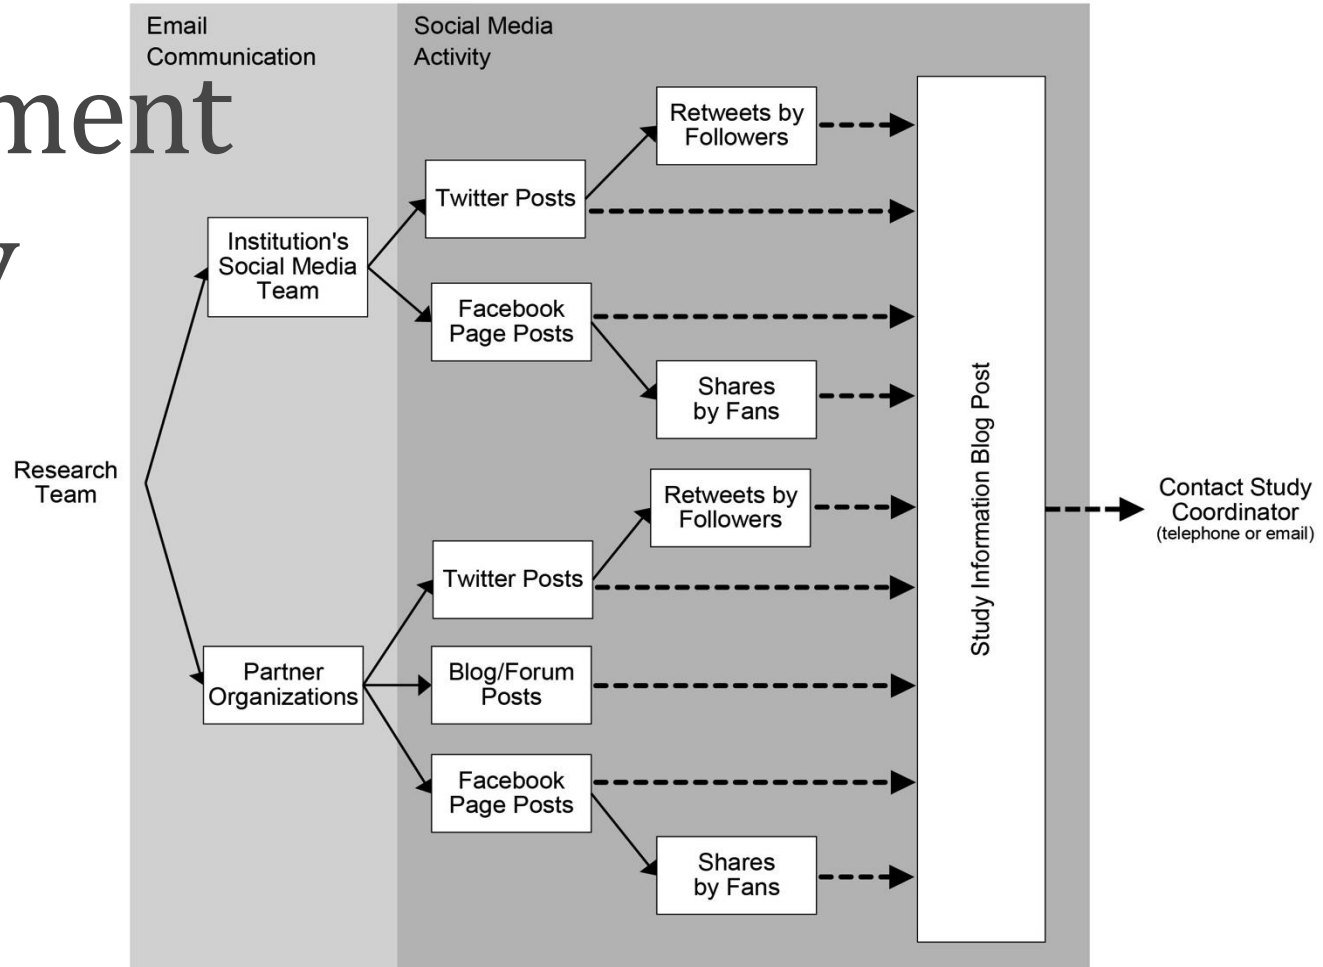 Email
Communication
Social Media
Activity
Retweets by
Followers
Twitter Posts
Institution's
Social Media
Team
Facebook
Page Posts
Shares
by Fans
Research
Team
Retweets by
Followers
Twitter Posts
Partner
Organizations
Blog/Forum
Posts
Facebook
Page Posts
Shares
by Fans
Study Information Blog Post
Contact Study
Coordinator
(telephone or email)